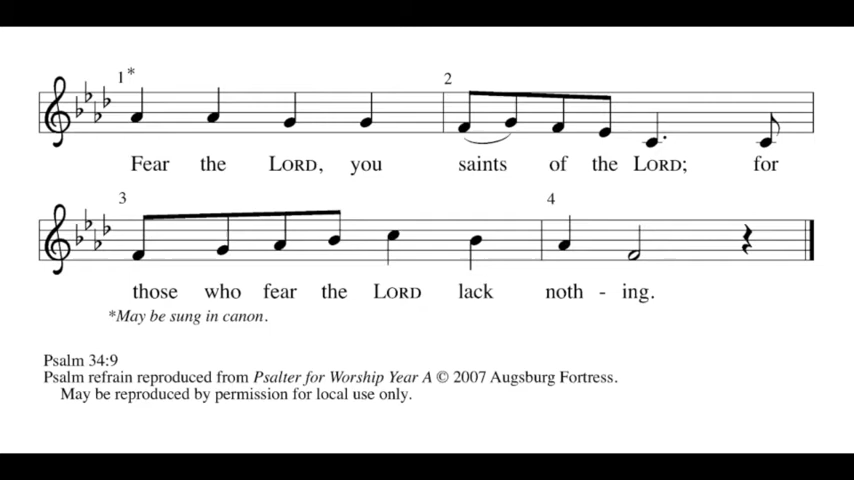 1* 2
Fear the LORD, you saints of the LORD; for
3 4
those who fear the LORD lack noth - ing.
*May be sung in canon.
Psalm 34:9
Psalm refrain reproduced from Psalter for Worship Year A © 2007 Augsburg Fortress.
May be reproduced by permission for local use only.